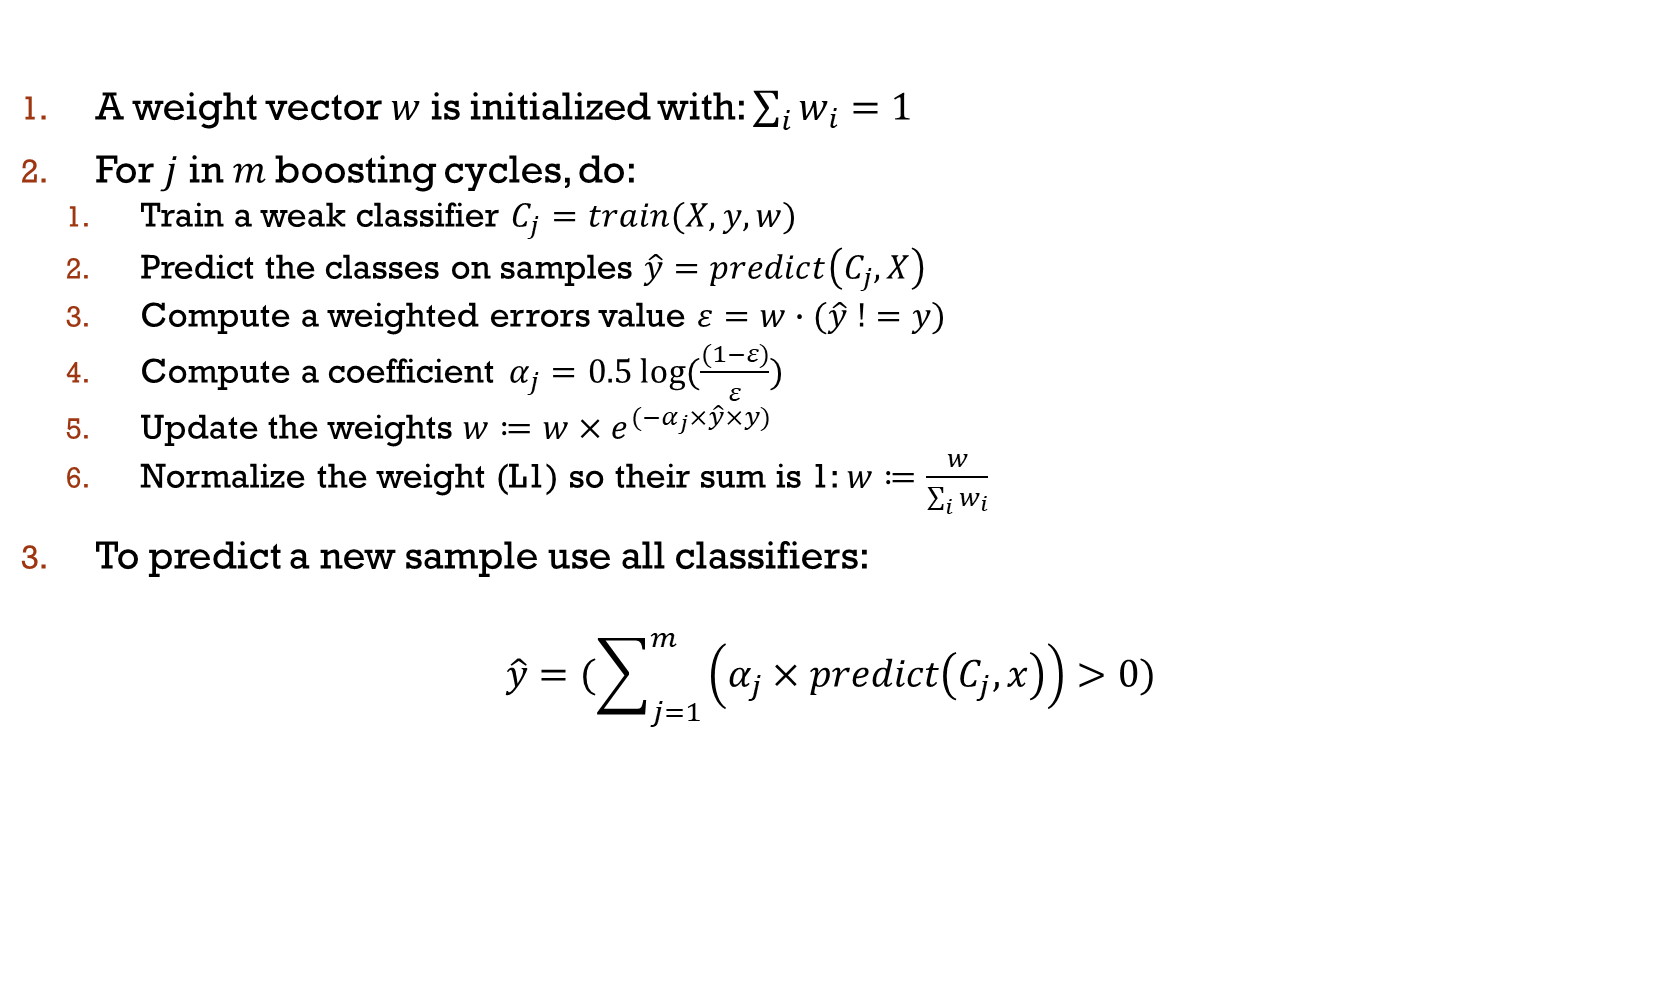 1. A weight vector w is initialized with: ∑ᵢ wᵢ = 1
2. For j in m boosting cycles, do:
1. Train a weak classifier Cⱼ = train(X, y, w)
2. Predict the classes on samples ŷ = predict(Cⱼ, X)
3. Compute a weighted errors value ε = w · (ŷ ! = y)
4. Compute a coefficient αⱼ = 0.5 log((1−ε)/ε)
5. Update the weights w ≔ w × e^(−αⱼ×ŷ×y)
6. Normalize the weight (L1) so their sum is 1: w ≔ w/∑ᵢ wᵢ
3. To predict a new sample use all classifiers:
ŷ = (∑_{j=1}^{m} (αⱼ × predict(Cⱼ, x)) > 0)